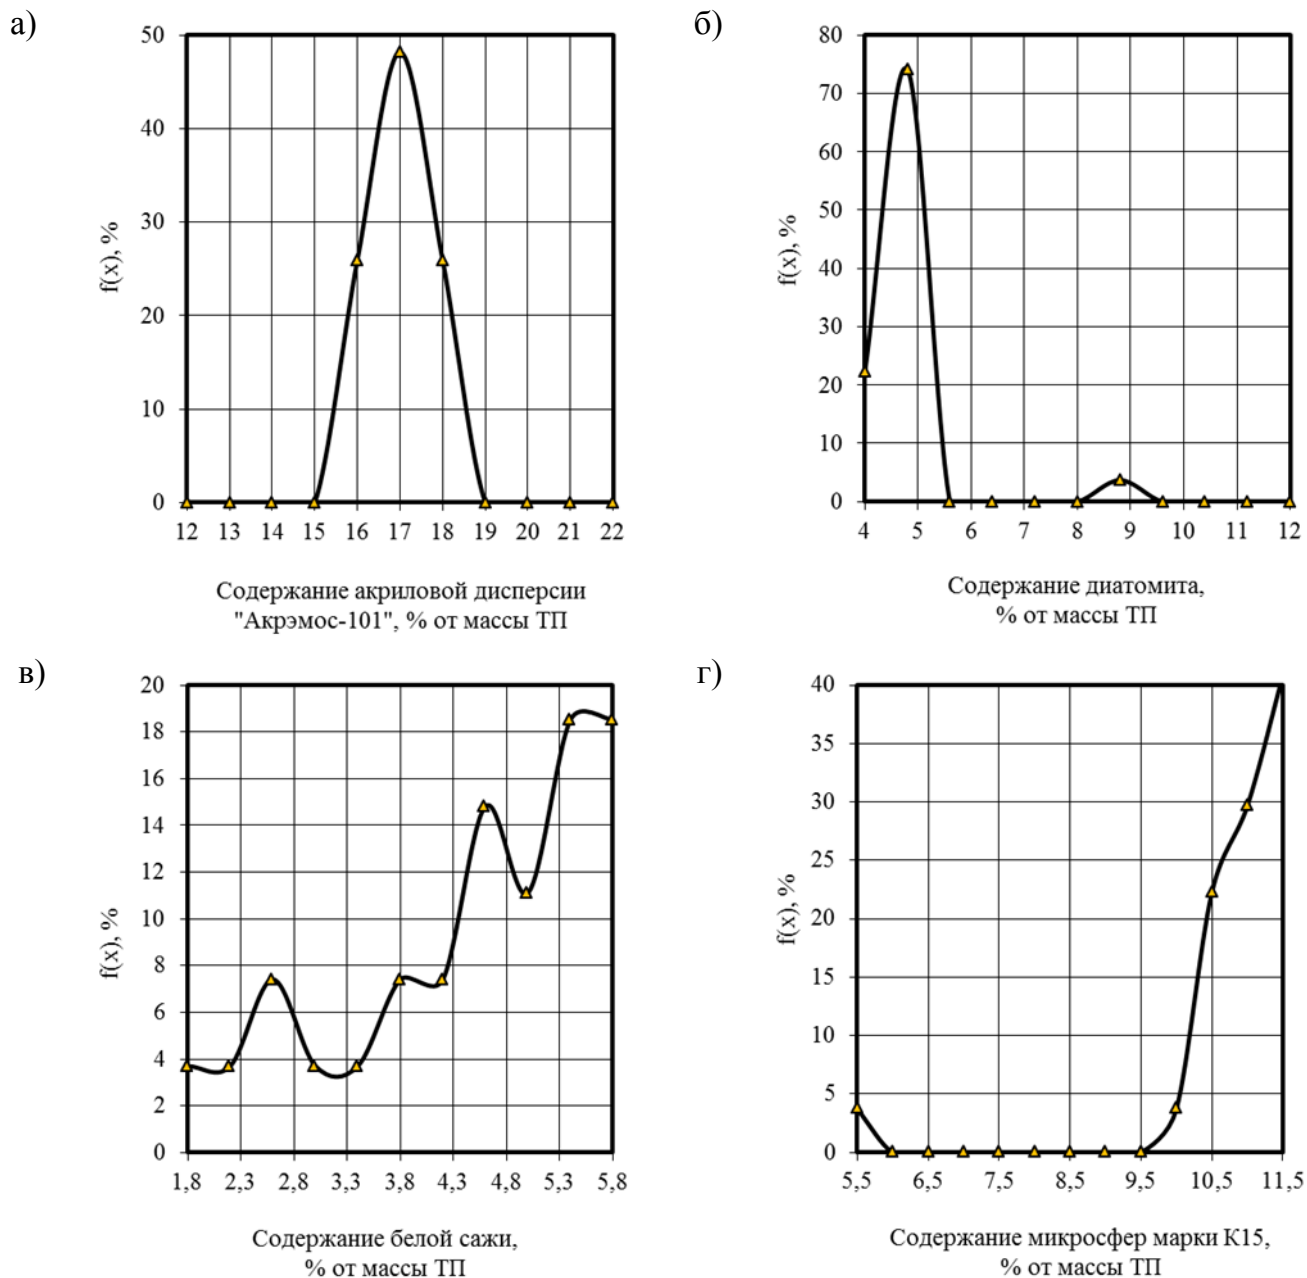 а)
50
40
30
20
10
0
f(x), %
12 13 14 15 16 17 18 19 20 21 22
Содержание акриловой дисперсии
"Акрэмос-101", % от массы ТП
б)
80
70
60
50
40
30
20
10
0
f(x), %
4 5 6 7 8 9 10 11 12
Содержание диатомита,
% от массы ТП
в)
20
18
16
14
12
10
8
6
4
2
0
f(x), %
1,8 2,3 2,8 3,3 3,8 4,3 4,8 5,3 5,8
Содержание белой сажи,
% от массы ТП
г)
40
35
30
25
20
15
10
5
0
f(x), %
5,5 6,5 7,5 8,5 9,5 10,5 11,5
Содержание микросфер марки К15,
% от массы ТП